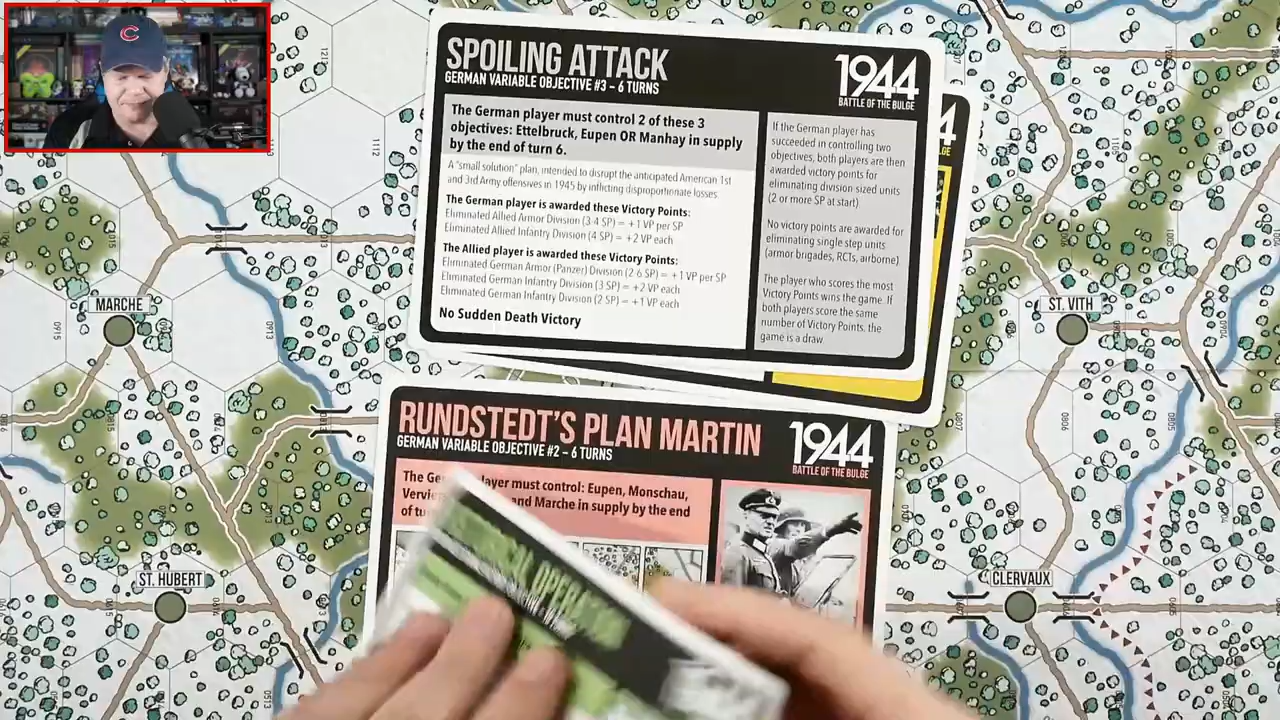 SPOILING ATTACK
GERMAN VARIABLE OBJECTIVE #3 – 6 TURNS
1944
BATTLE OF THE BULGE
The German player must control 2 of these 3
objectives: Ettelbruck, Eupen OR Manhay in supply
by the end of turn 6.
A "small solution" plan, intended to disrupt the anticipated American 1st
and 3rd Army offensives in 1945 by inflicting disproportionate losses.
The German player is awarded these Victory Points:
Eliminated Allied Armor Division (3-4 SP) = +1 VP per SP
Eliminated Allied Infantry Division (4 SP) = +2 VP each
The Allied player is awarded these Victory Points:
Eliminated German Armor (Panzer) Division (2-6 SP) = +1 VP per SP
Eliminated German Infantry Division (3 SP) = +2 VP each
Eliminated German Infantry Division (2 SP) = +1 VP each
No Sudden Death Victory
If the German player has
succeeded in controlling two
objectives, both players are then
awarded victory points for
eliminating division sized units
(2 or more SP at start).
No victory points are awarded for
eliminating single step units
(armor brigades, RCTs, airborne).
The player who scores the most
Victory Points wins the game. If
both players score the same
number of Victory Points, the
game is a draw.
RUNDSTEDT'S PLAN MARTIN
GERMAN VARIABLE OBJECTIVE #2 – 6 TURNS
1944
BATTLE OF THE BULGE
The player must control: Eupen, Monschau,
and Marche in supply by the end
MARCHE
ST. VITH
ST. HUBERT
CLERVAUX
C
1112
1013
0915
0913
0806